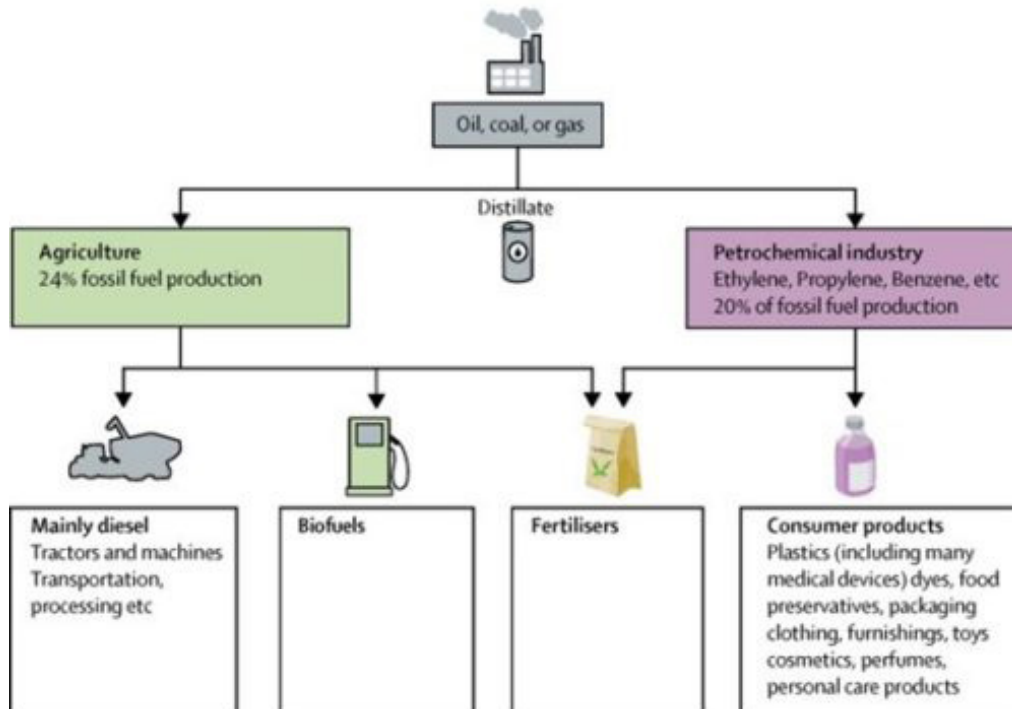 Oil, coal, or gas
Distillate
Agriculture
24% fossil fuel production
Petrochemical industry
Ethylene, Propylene, Benzene, etc
20% of fossil fuel production
Mainly diesel
Tractors and machines
Transportation,
processing etc
Biofuels
Fertilisers
Consumer products
Plastics (including many
medical devices) dyes, food
preservatives, packaging
clothing, furnishings, toys
cosmetics, perfumes,
personal care products